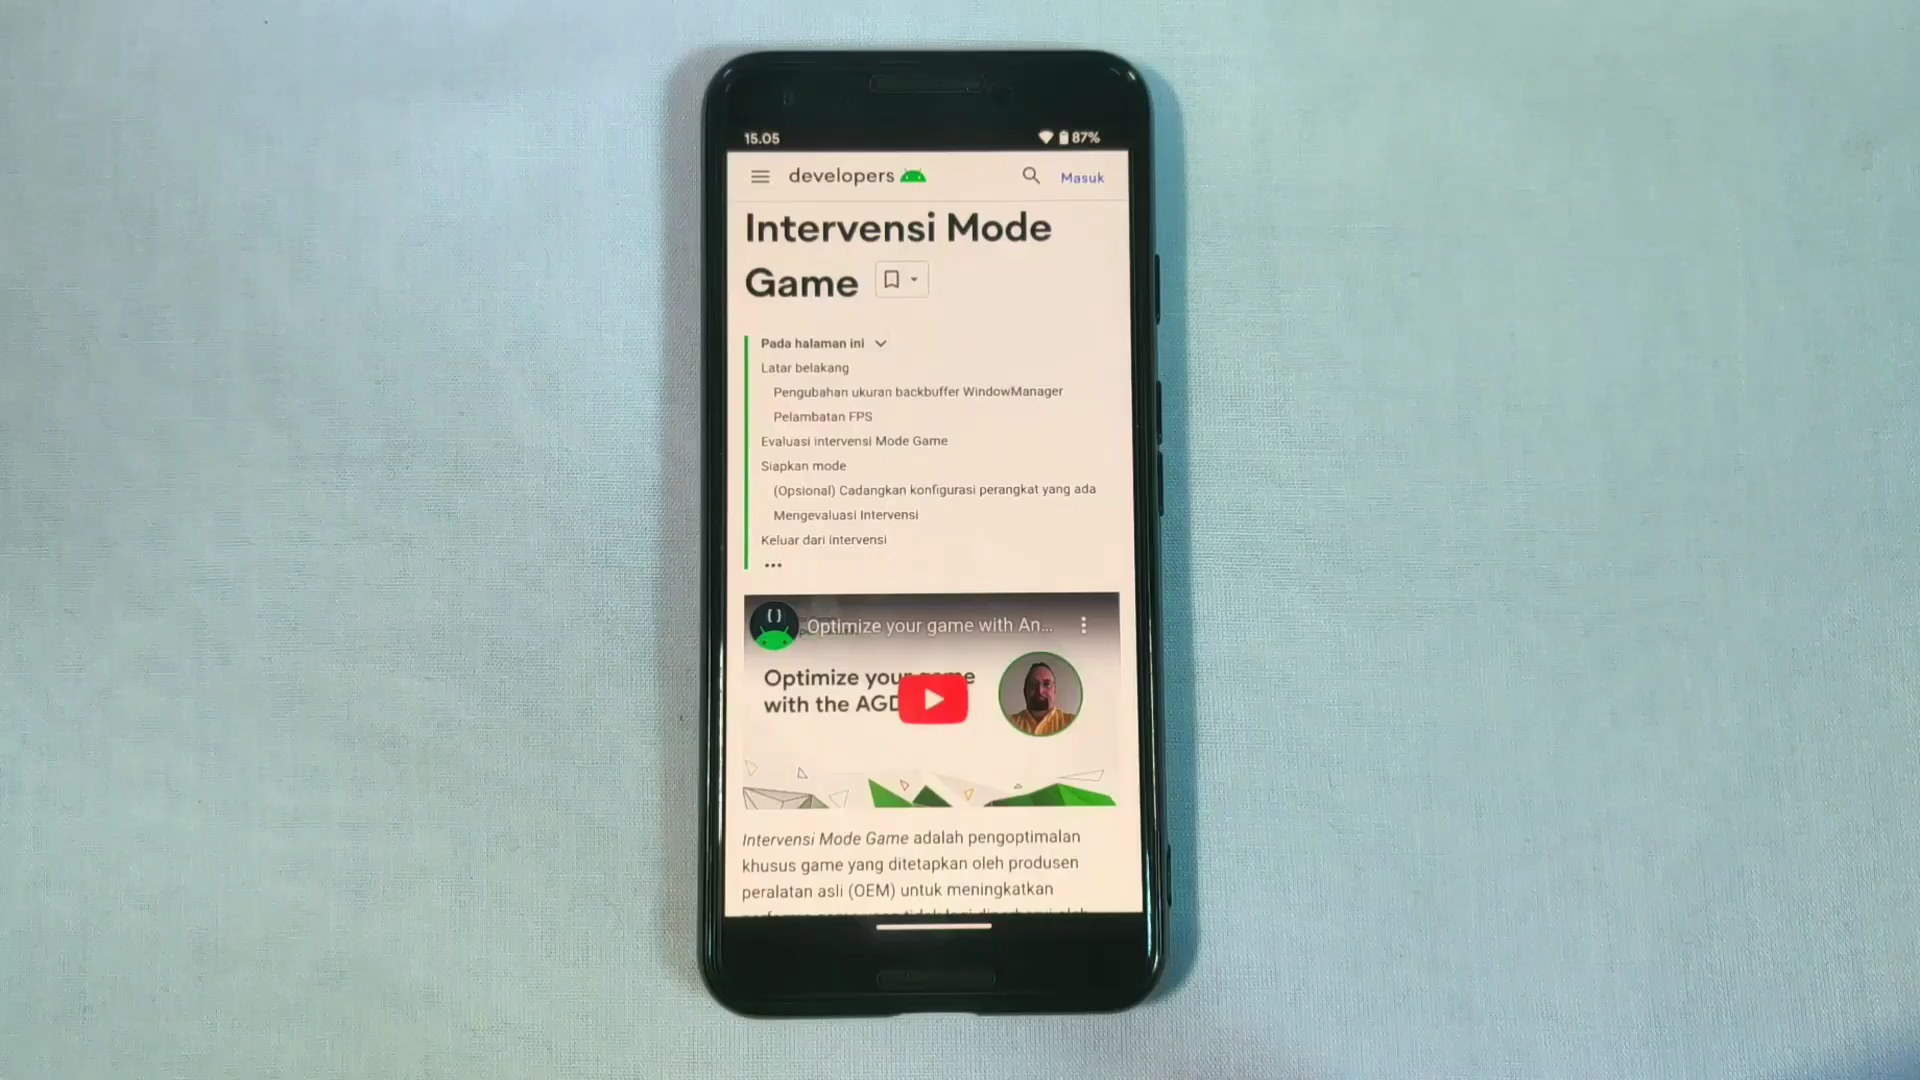 15.05
87%
developers
Masuk
Intervensi Mode
Game
Pada halaman ini
Latar belakang
Pengubahan ukuran backbuffer WindowManager
Pelambatan FPS
Evaluasi intervensi Mode Game
Siapkan mode
(Opsional) Cadangkan konfigurasi perangkat yang ada
Mengevaluasi Intervensi
Keluar dari intervensi
•••
Optimize your game with An...
Optimize your
with the
Intervensi Mode Game adalah pengoptimalan
khusus game yang ditetapkan oleh produsen
peralatan asli (OEM) untuk meningkatkan